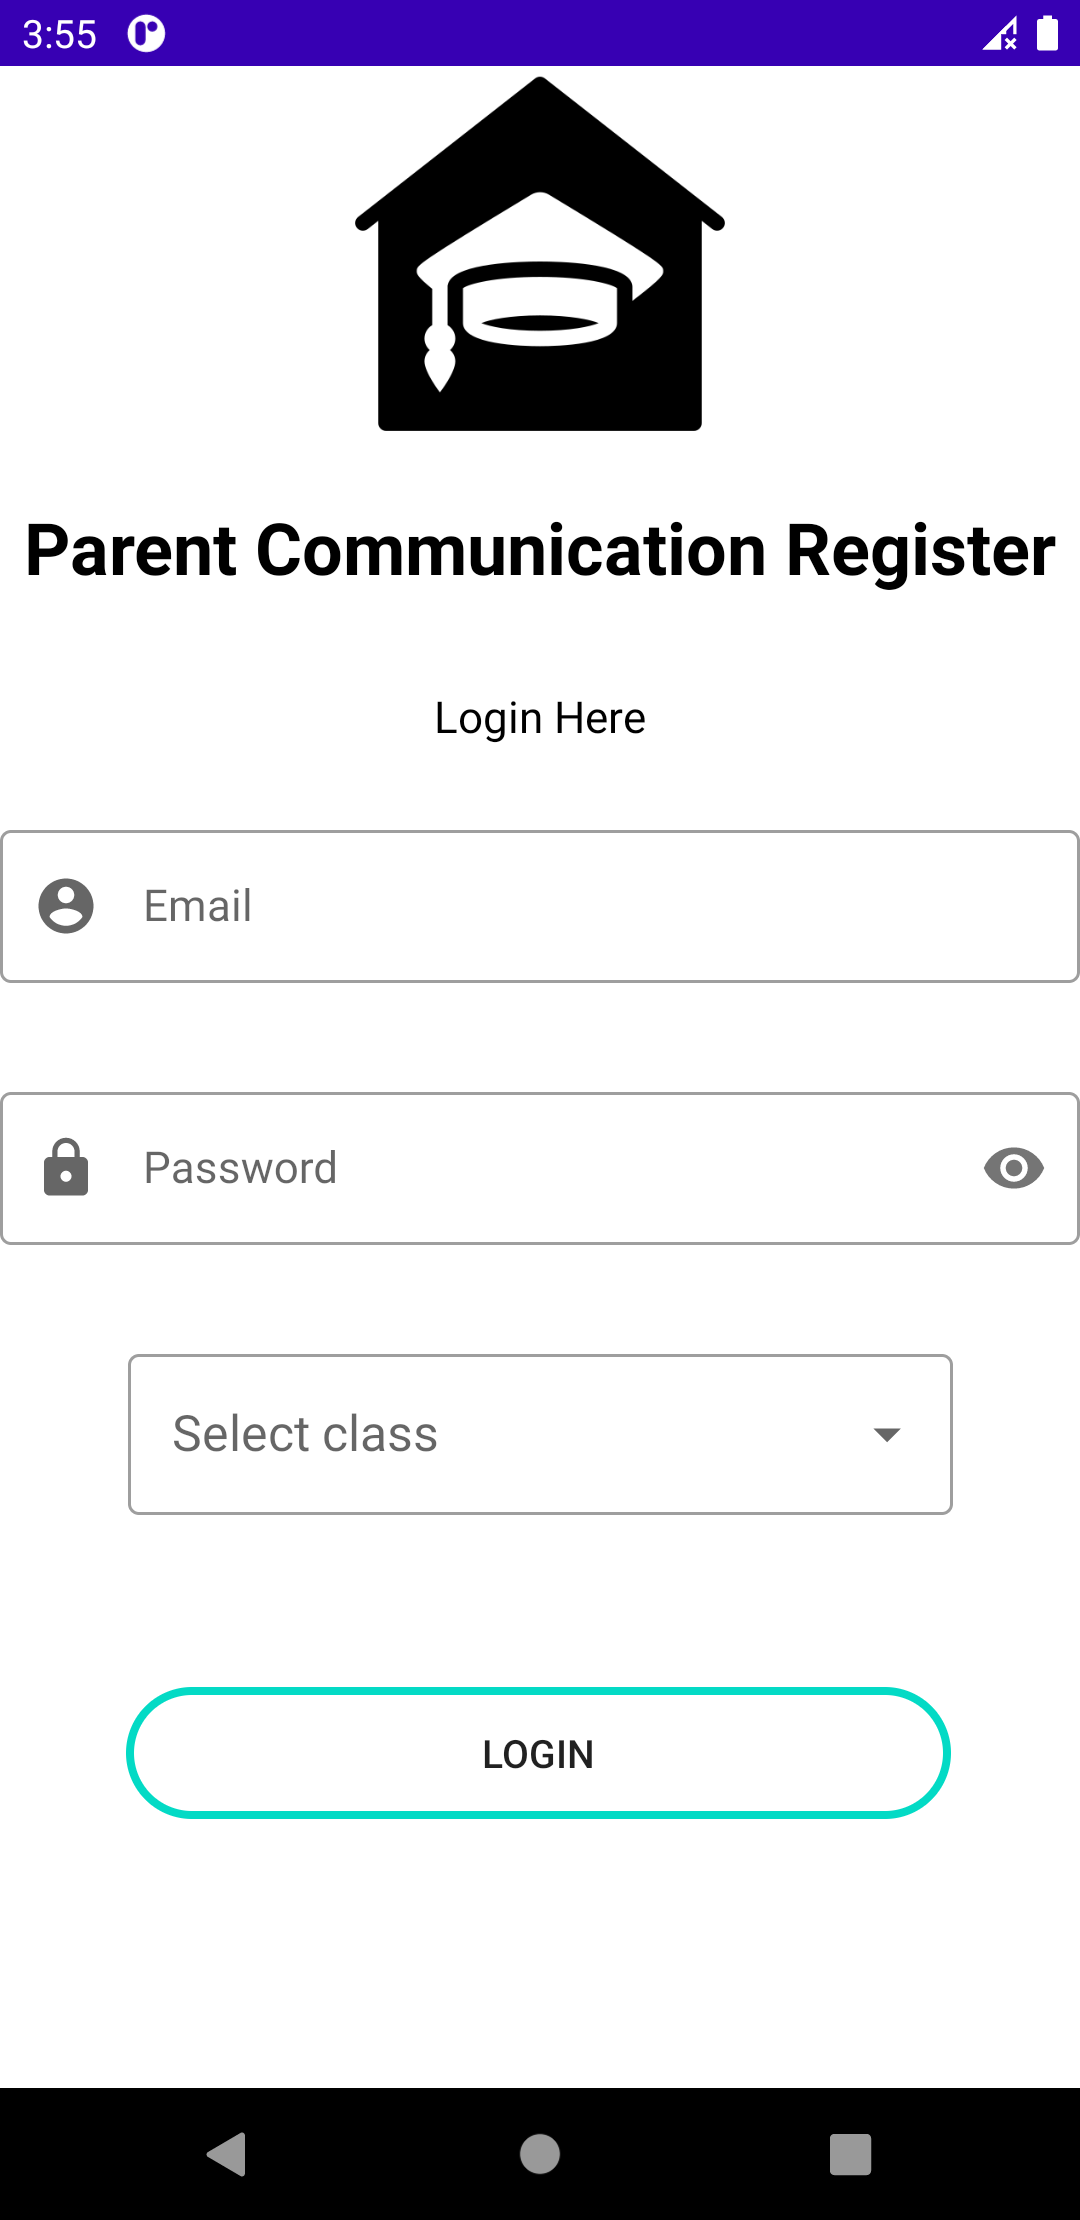 3:55
Parent Communication Register
Login Here
Email
Password
Select class
LOGIN